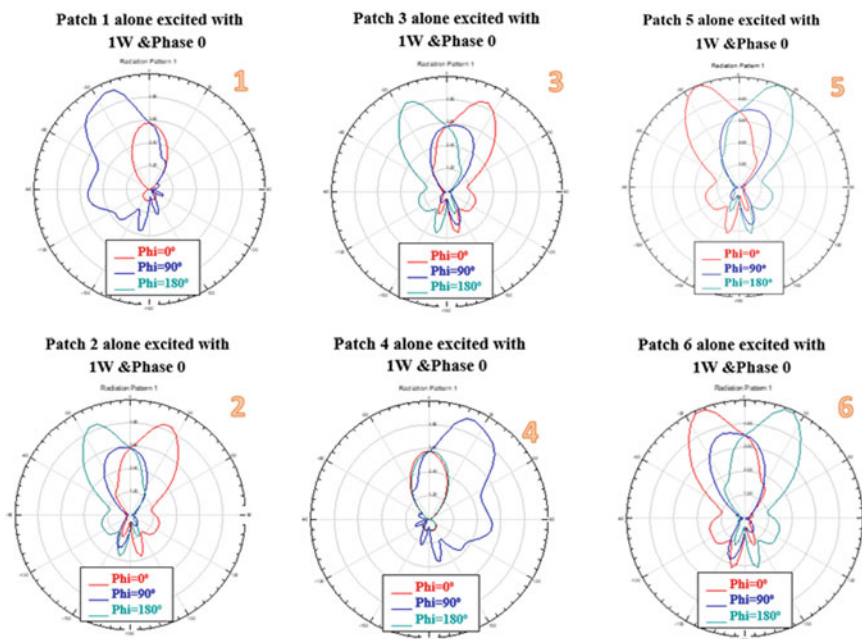 Patch 1 alone excited with
1W &Phase 0
Radiation Pattern 1
1
Phi=0°
Phi=90°
Phi=180°
Patch 3 alone excited with
1W &Phase 0
Radiation Pattern 1
3
Phi=0°
Phi=90°
Phi=180°
Patch 5 alone excited with
1W &Phase 0
Radiation Pattern 1
5
Phi=0°
Phi=90°
Phi=180°
Patch 2 alone excited with
1W &Phase 0
Radiation Pattern 1
2
Phi=0°
Phi=90°
Phi=180°
Patch 4 alone excited with
1W &Phase 0
Radiation Pattern 1
4
Phi=0°
Phi=90°
Phi=180°
Patch 6 alone excited with
1W &Phase 0
Radiation Pattern 1
6
Phi=0°
Phi=90°
Phi=180°